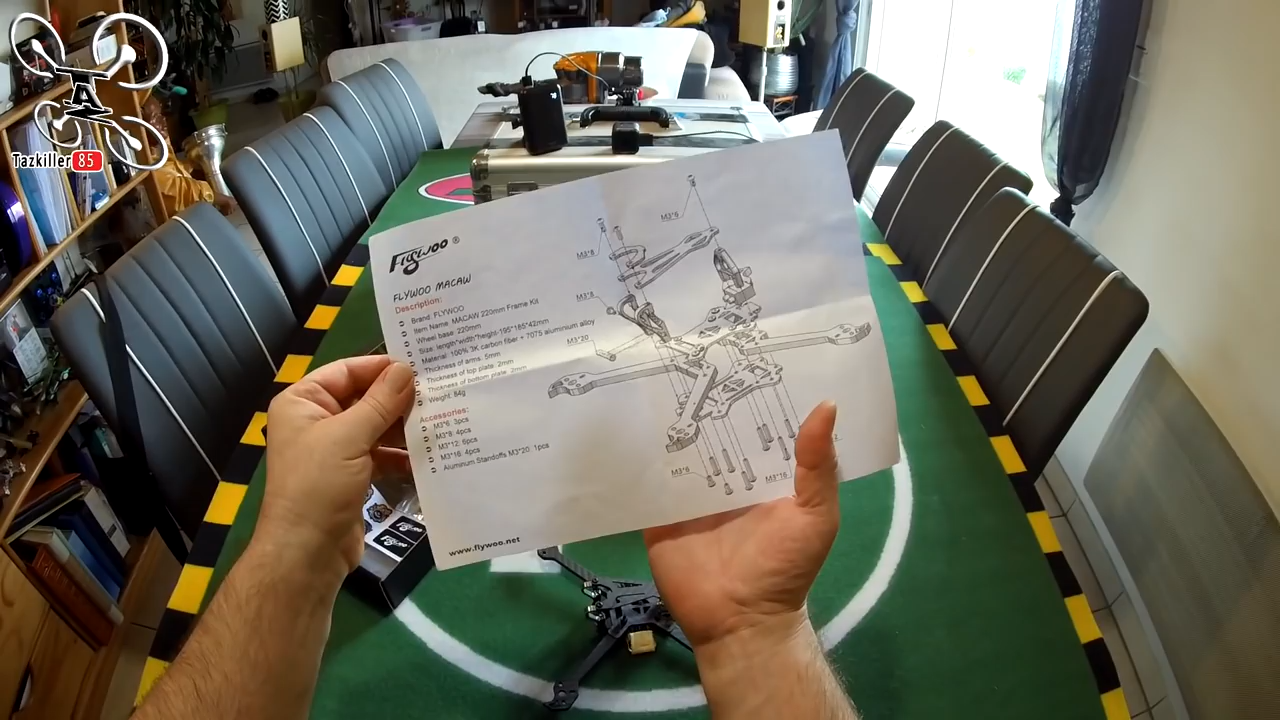 Tazkiller 85
Flywoo ®
FLYWOO MACAW
Description:
Brand: FLYWOO
Item Name: MACAW 220mm Frame Kit
Wheel base: 220mm
Size: length*width*height-195*185*42mm
Material: 100% 3K carbon fiber + 7075 aluminium alloy
Thickness of arms: 5mm
Thickness of top plate: 2mm
Thickness of bottom plate: 2mm
Weight: 84g
Accessories:
M3*6: 3pcs
M3*8: 4pcs
M3*12: 6pcs
M3*16: 4pcs
Aluminum Standoffs M3*20: 1pcs
www.flywoo.net
M3*6
M3*6
M3*8
M3*20
M3*6
M3*16
Flywoo